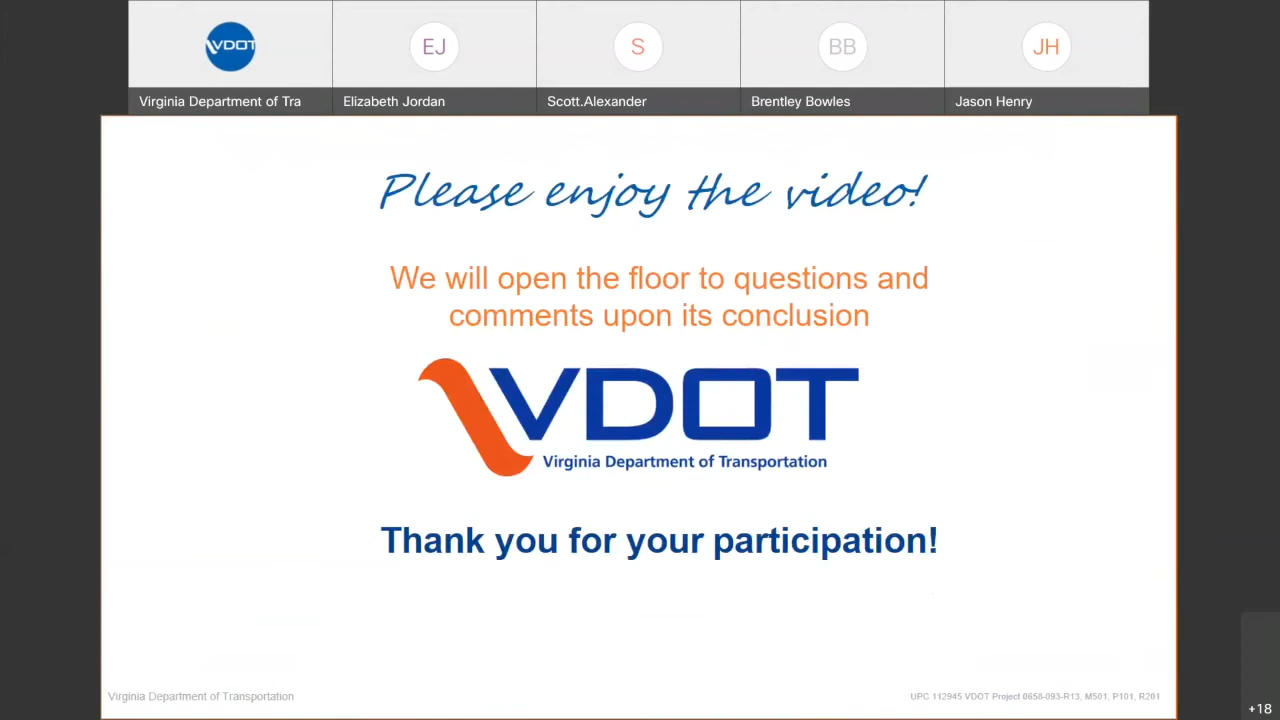 VDOT
EJ
S
BB
JH
Virginia Department of Tra
Elizabeth Jordan
Scott.Alexander
Brentley Bowles
Jason Henry
Please enjoy the video!
We will open the floor to questions and
comments upon its conclusion
VDOT
Virginia Department of Transportation
Thank you for your participation!
Virginia Department of Transportation
UPC 112945 VDOT Project 0658-093-R13, M501, P101, R201
+18